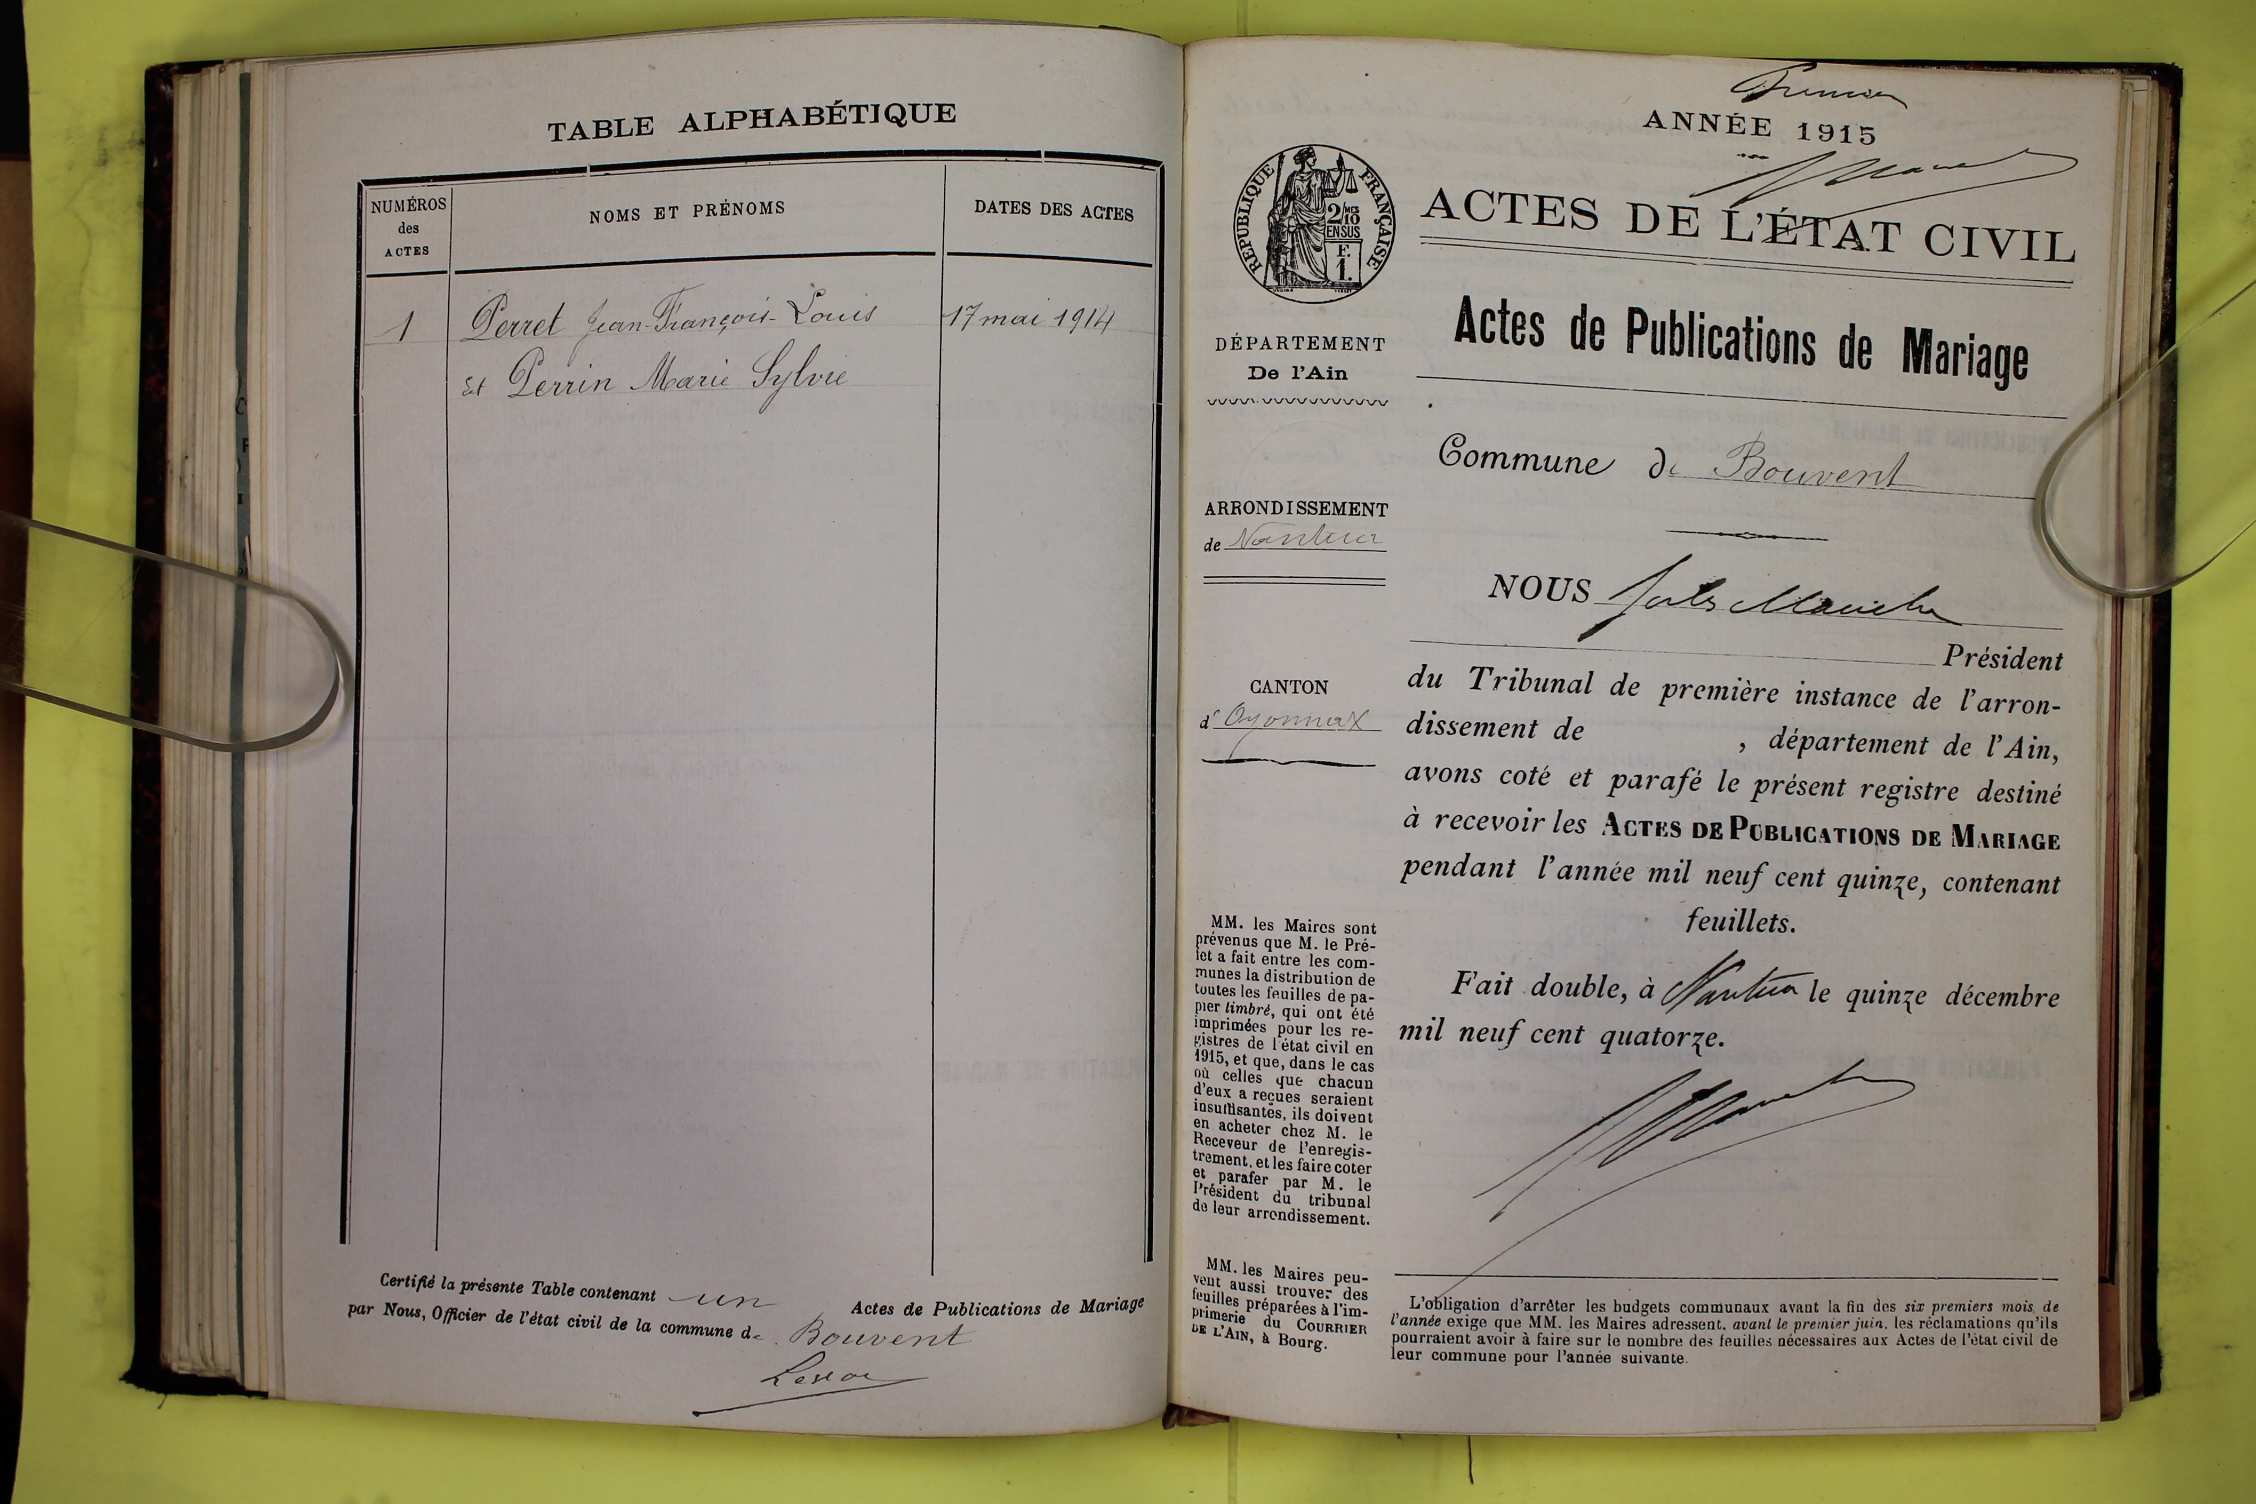 TABLE ALPHABÉTIQUE
NUMÉROS
des
ACTES
NOMS ET PRÉNOMS
DATES DES ACTES
1
Perret Jean-François-Louis
17 mai 1914
et Perrin Marie Sylvie
Certifié la présente Table contenant un Actes de Publications de Mariage
par Nous, Officier de l'état civil de la commune de Bouvent
Premier
ANNÉE 1915
ACTES DE L'ÉTAT CIVIL
RÉPUBLIQUE FRANÇAISE
2/10
MES
EN SUS
F.
1.
Actes de Publications de Mariage
DÉPARTEMENT
De l'Ain
Commune de Bouvent
ARRONDISSEMENT
de Nantua
NOUS Jules
Président
CANTON
d'Oyonnax
du Tribunal de première instance de l'arron-
dissement de , département de l'Ain,
avons coté et parafé le présent registre destiné
à recevoir les ACTES DE PUBLICATIONS DE MARIAGE
pendant l'année mil neuf cent quinze, contenant
feuillets.
Fait double, à Nantua le quinze décembre
mil neuf cent quatorze.
MM. les Maires sont
prévenus que M. le Pré-
fet a fait entre les com-
munes la distribution de
toutes les feuilles de pa-
pier timbré, qui ont été
imprimées pour les re-
gistres de l'état civil en
1915, et que, dans le cas
où celles que chacun
d'eux a reçues seraient
insuffisantes, ils doivent
en acheter chez M. le
Receveur de l'enregis-
trement, et les faire coter
et parafer par M. le
Président du tribunal
de leur arrondissement.
MM. les Maires peu-
vent aussi trouver des
feuilles préparées à l'im-
primerie du COURRIER
DE L'AIN, à Bourg.
L'obligation d'arrêter les budgets communaux avant la fin des six premiers mois de
l'année exige que MM. les Maires adressent, avant le premier juin, les réclamations qu'ils
pourraient avoir à faire sur le nombre des feuilles nécessaires aux Actes de l'état civil de
leur commune pour l'année suivante.